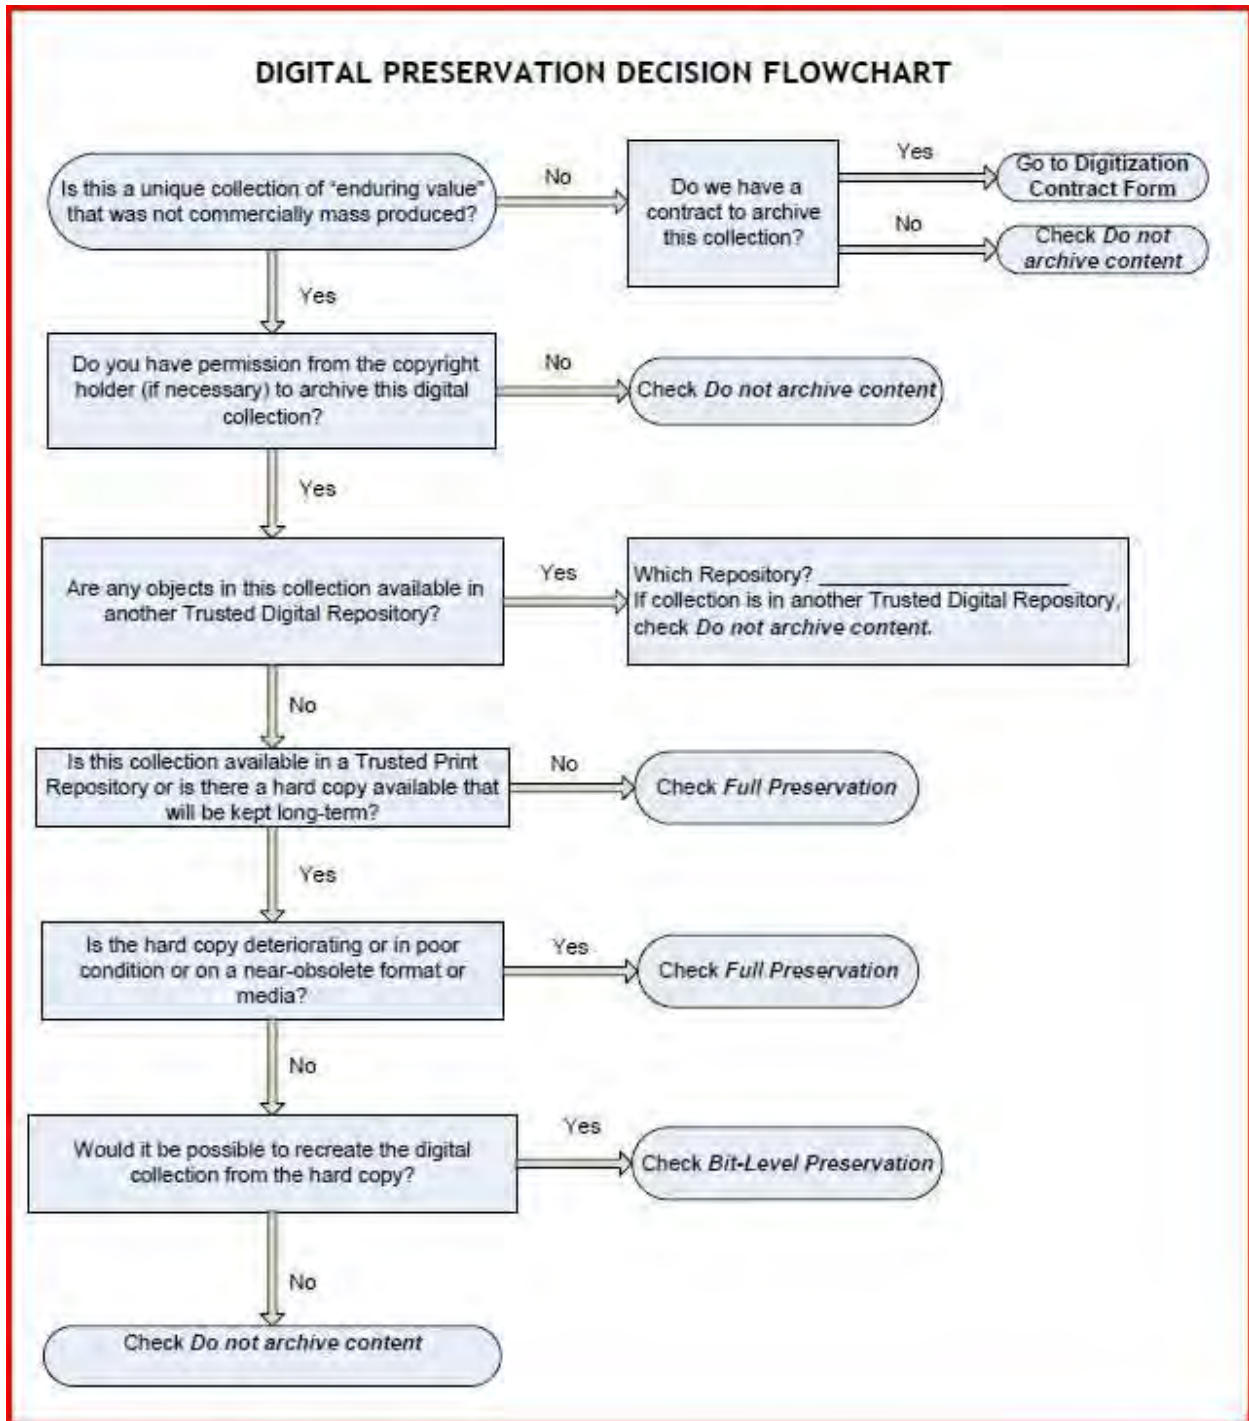 DIGITAL PRESERVATION DECISION FLOWCHART
Is this a unique collection of “enduring value”
that was not commercially mass produced?
No
Do we have a
contract to archive
this collection?
Yes
Go to Digitization
Contract Form
No
Check Do not
archive content
Yes
Do you have permission from the copyright
holder (if necessary) to archive this digital
collection?
No
Check Do not archive content
Yes
Are any objects in this collection available in
another Trusted Digital Repository?
Yes
Which Repository? ______________________
If collection is in another Trusted Digital Repository,
check Do not archive content.
No
Is this collection available in a Trusted Print
Repository or is there a hard copy available that
will be kept long-term?
No
Check Full Preservation
Yes
Is the hard copy deteriorating or in poor
condition or on a near-obsolete format or
media?
Yes
Check Full Preservation
No
Would it be possible to recreate the digital
collection from the hard copy?
Yes
Check Bit-Level Preservation
No
Check Do not archive content